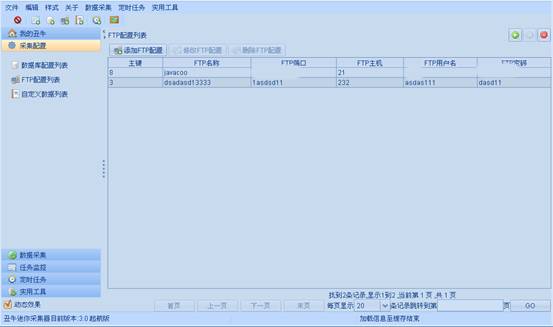 文件 编辑 样式 关于 数据采集 定时任务 实用工具
我的丑牛
FTP配置列表
采集配置
添加FTP配置 修改FTP配置 删除FTP配置
主键 FTP名称 FTP端口 FTP主机 FTP用户名 FTP密码
8 javacoo 21
3 dsadasd13333 1asdsd11 232 asdas111 dasd11
数据库配置列表
FTP配置列表
自定义数据列表
数据采集
任务监控
定时任务
实用工具
找到2条记录,显示1到2 ,当前第 1 页 ,共 1 页
动态效果
首页 上一页 下一页 末页 每页显示 20 条记录跳转到第 页 GO
丑牛迷你采集器目前版本:3.0 起航版 加载信息至缓存结束